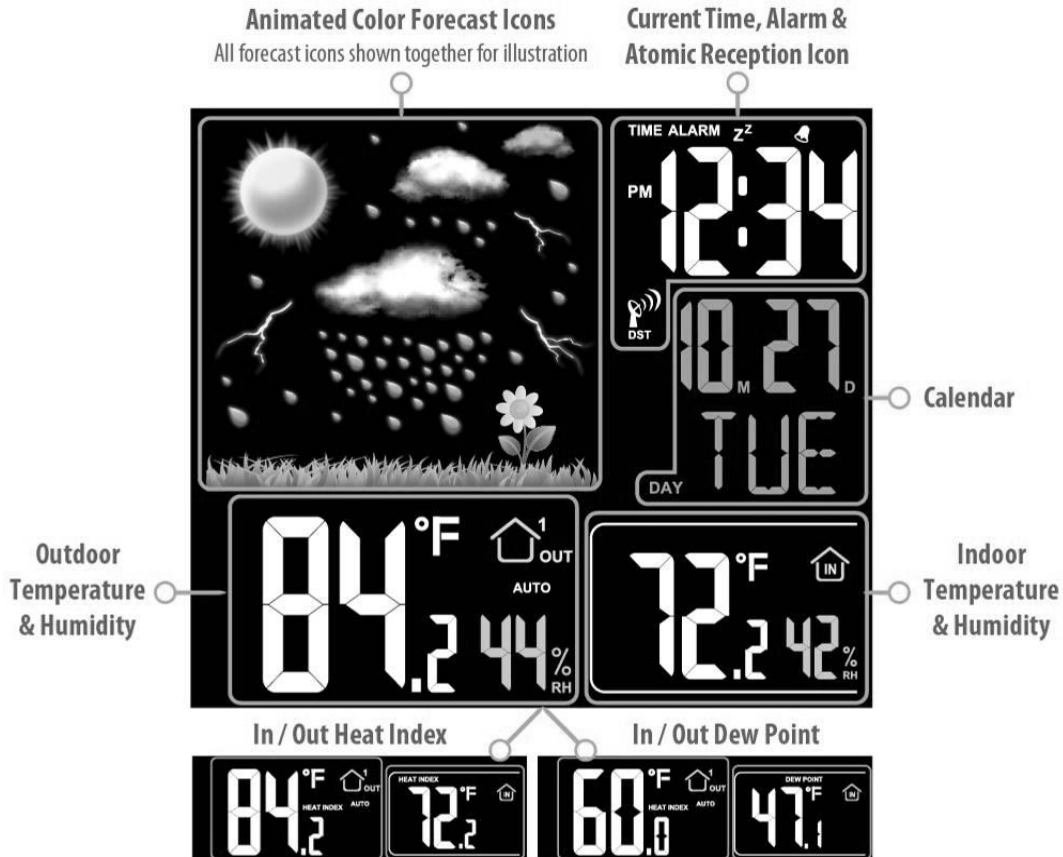 Animated Color Forecast Icons
All forecast icons shown together for illustration
Current Time, Alarm &
Atomic Reception Icon
TIME ALARM Zz
PM 12:34
DST
10 M 27 D
TUE
DAY
Calendar
Outdoor
Temperature
& Humidity
84.2 °F 1 OUT
AUTO
44 % RH
72.2 °F IN
42 % RH
Indoor
Temperature
& Humidity
In / Out Heat Index
84.2 °F 1 OUT
HEAT INDEX AUTO
HEAT INDEX
72.2 °F IN
In / Out Dew Point
60.0 °F 1 OUT
HEAT INDEX AUTO
DEW POINT
47.1 °F IN